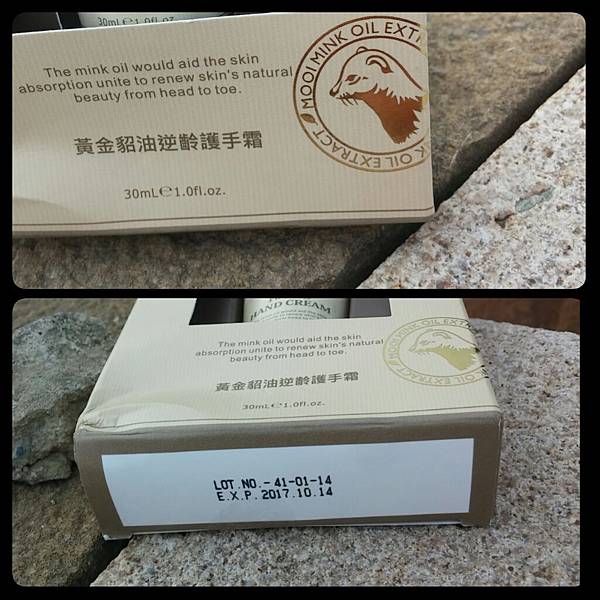 30mL℮1.0fl.oz.
The mink oil would aid the skin
absorption unite to renew skin's natural
beauty from head to toe.
黃金貂油逆齡護手霜
30mL℮1.0fl.oz.
MOOI MINK OIL EXTRACT
HAND CREAM
The mink oil would aid the skin
absorption unite to renew skin's natural
beauty from head to toe.
黃金貂油逆齡護手霜
30mL℮1.0fl.oz.
MOOI MINK OIL EXTRACT
LOT.NO.- 41-01-14
E.X.P. 2017.10.14